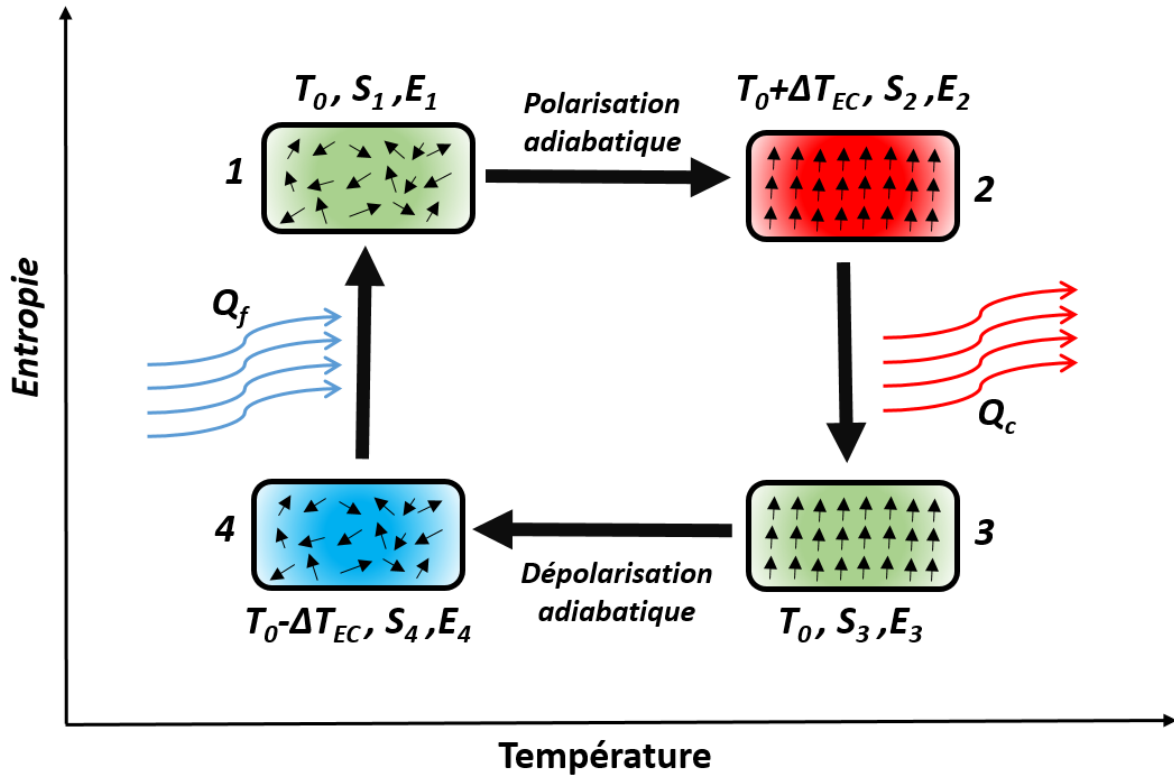 T₀, S₁,E₁
Polarisation
adiabatique
T₀+ΔT_EC, S₂,E₂
1
2
Entropie
Q_f
Q_c
4
3
Dépolarisation
adiabatique
T₀-ΔT_EC, S₄,E₄
T₀, S₃,E₃
Température